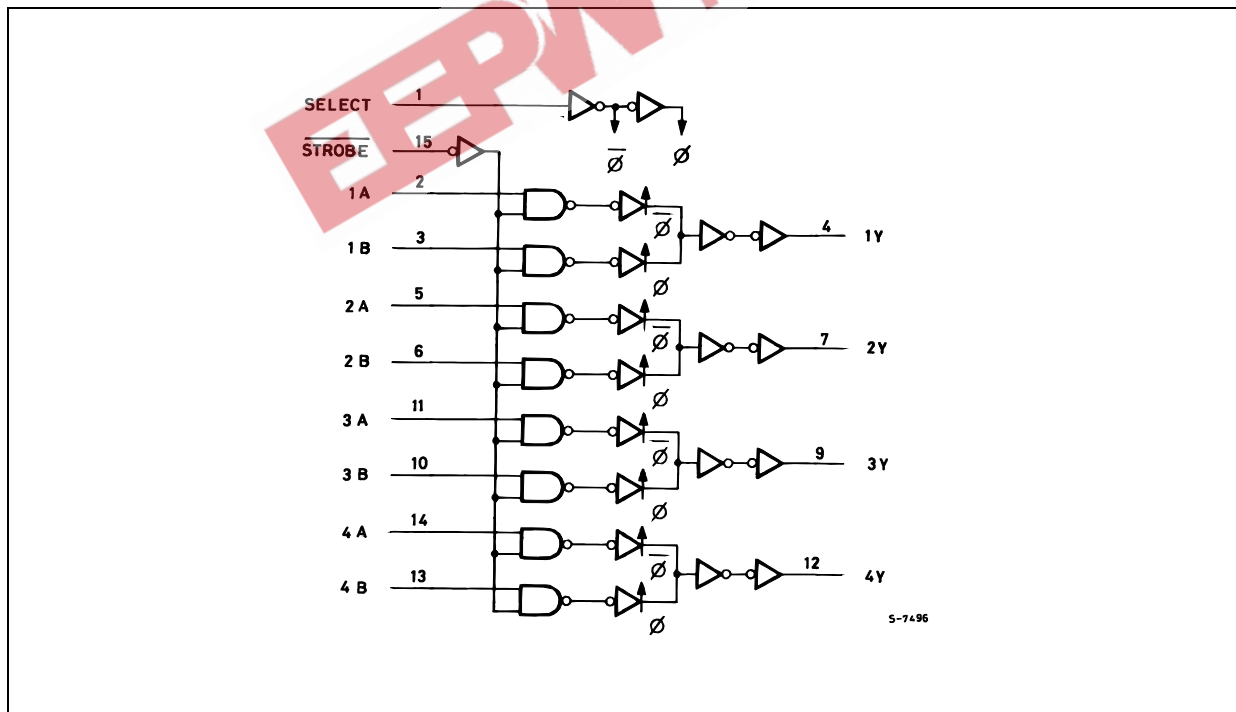 EEPW
SELECT 1
STROBE 15
ϕ̅ ϕ
1A 2
ϕ̅ 4 1Y
1B 3
ϕ
2A 5
ϕ̅ 7 2Y
2B 6
ϕ
3A 11
ϕ̅ 9 3Y
3B 10
ϕ
4A 14
ϕ̅ 12 4Y
4B 13
ϕ
S-7496